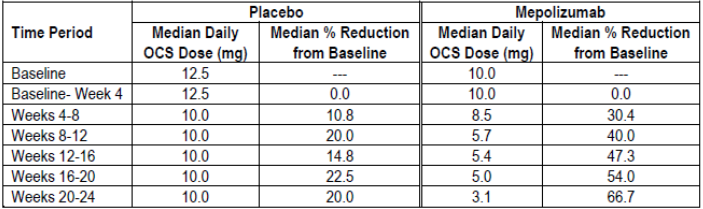 Time Period Placebo Mepolizumab
Median Daily OCS Dose (mg) Median % Reduction from Baseline Median Daily OCS Dose (mg) Median % Reduction from Baseline
Baseline 12.5 --- 10.0 ---
Baseline- Week 4 12.5 0.0 10.0 0.0
Weeks 4-8 10.0 10.8 8.5 30.4
Weeks 8-12 10.0 20.0 5.7 40.0
Weeks 12-16 10.0 14.8 5.4 47.3
Weeks 16-20 10.0 22.5 5.0 54.0
Weeks 20-24 10.0 20.0 3.1 66.7